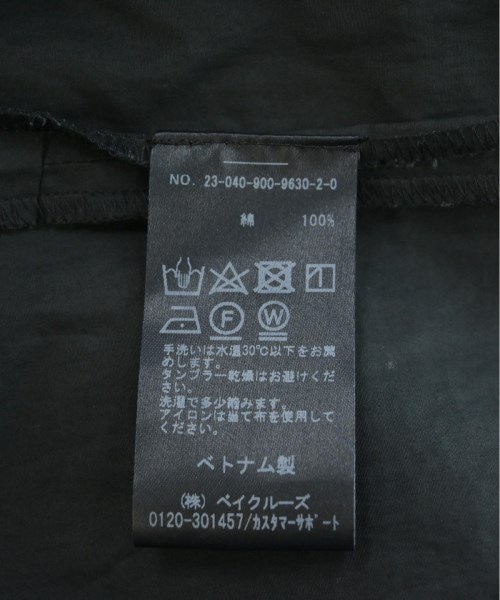 NO. 23-040-900-9630-2-0
綿 100%
F W
手洗いは水温30℃以下をお薦
めします。
タンブラー乾燥はお避けくださ
い。
洗濯で多少縮みます。
アイロンは当て布を使用して
ください。
ベトナム製
(株) ベイクルーズ
0120-301457/カスタマーサポート